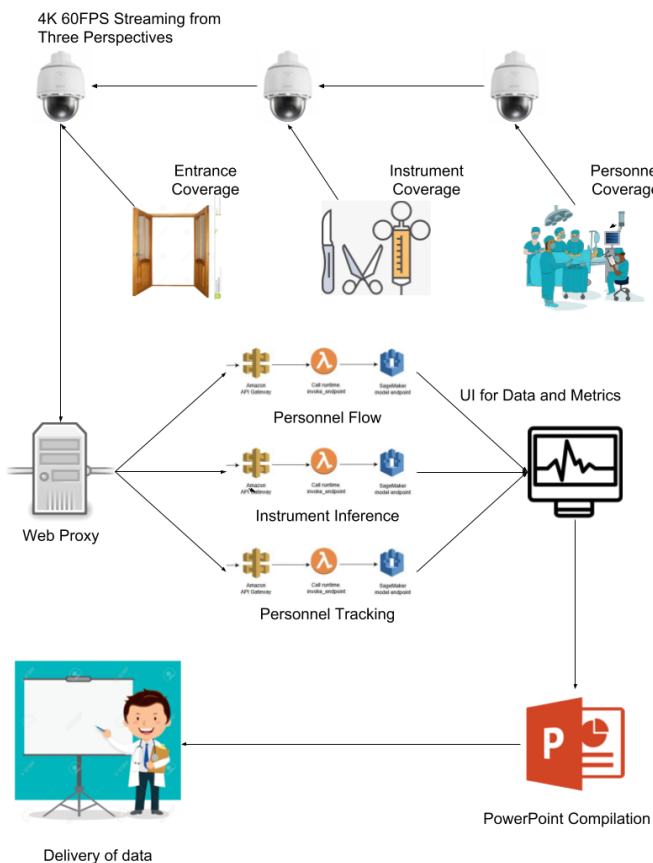 4K 60FPS Streaming from
Three Perspectives
Entrance
Coverage
Instrument
Coverage
Personne
Coverage
Amazon
API Gateway
Call runtime.
invoke_endpoint
SageMaker
model endpoint
Personnel Flow
UI for Data and Metrics
Amazon
API Gateway
Call runtime.
invoke_endpoint
SageMaker
model endpoint
Web Proxy
Instrument Inference
Amazon
API Gateway
Call runtime.
invoke_endpoint
SageMaker
model endpoint
Personnel Tracking
P
PowerPoint Compilation
Delivery of data